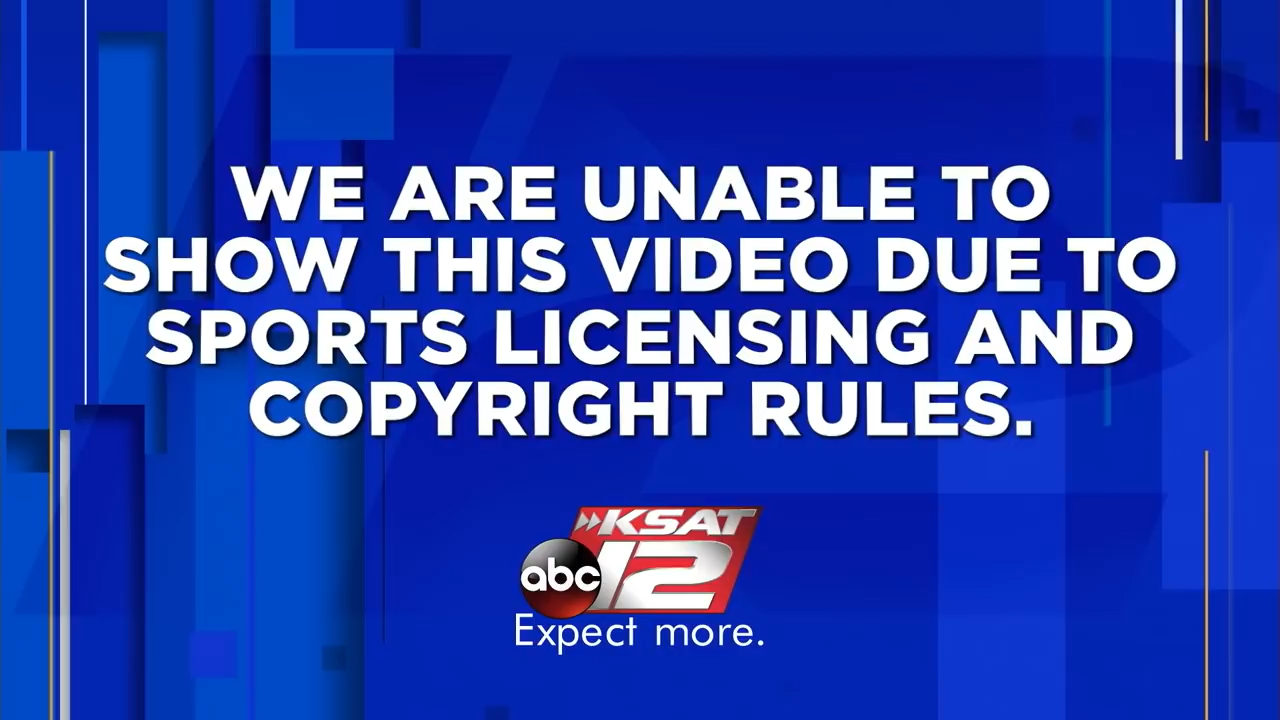 WE ARE UNABLE TO
SHOW THIS VIDEO DUE TO
SPORTS LICENSING AND
COPYRIGHT RULES.
KSAT
abc 12
Expect more.